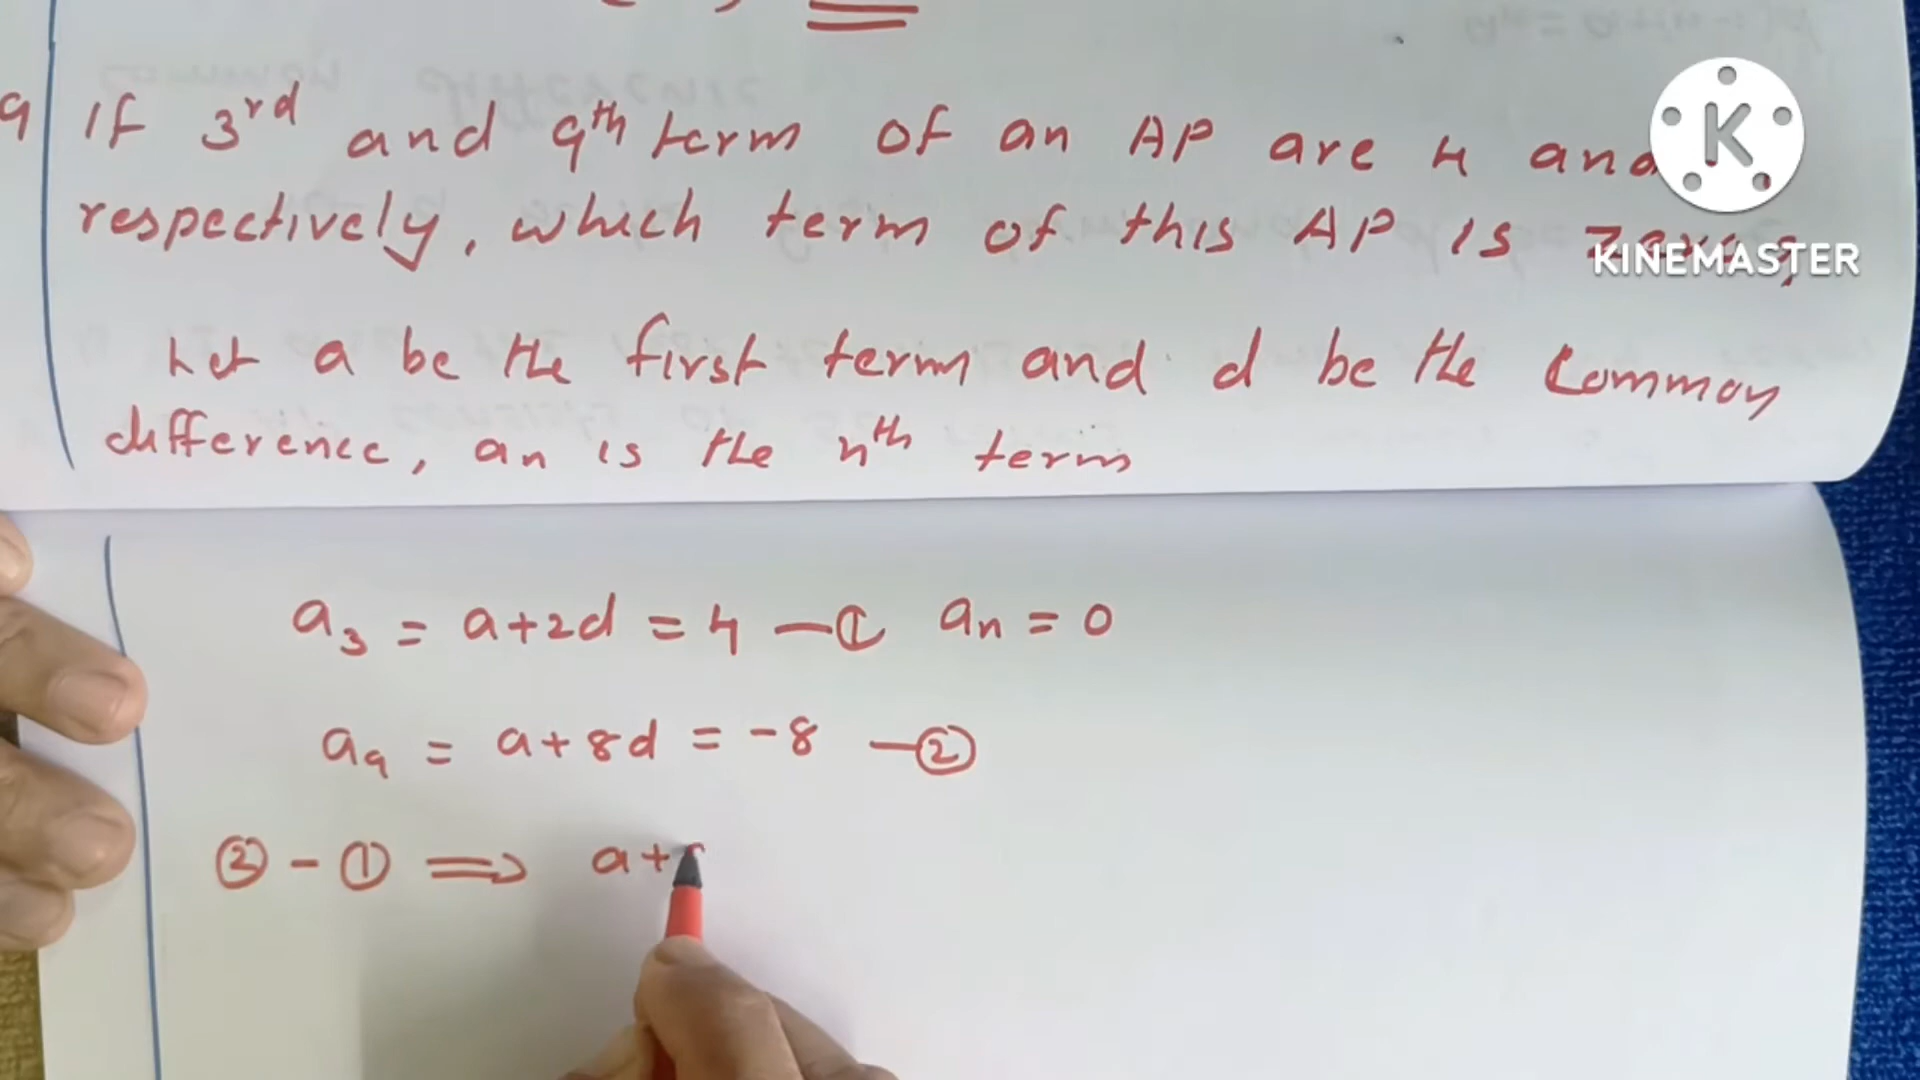 9 If 3rd and 9th term of an AP are 4 and
respectively, which term of this AP is
K
KINEMASTER
Let a be the first term and d be the common
difference, an is the nth term
a3 = a+2d = 4 — ① an = 0
a9 = a+8d = -8 — ②
② - ① ⟹ a+